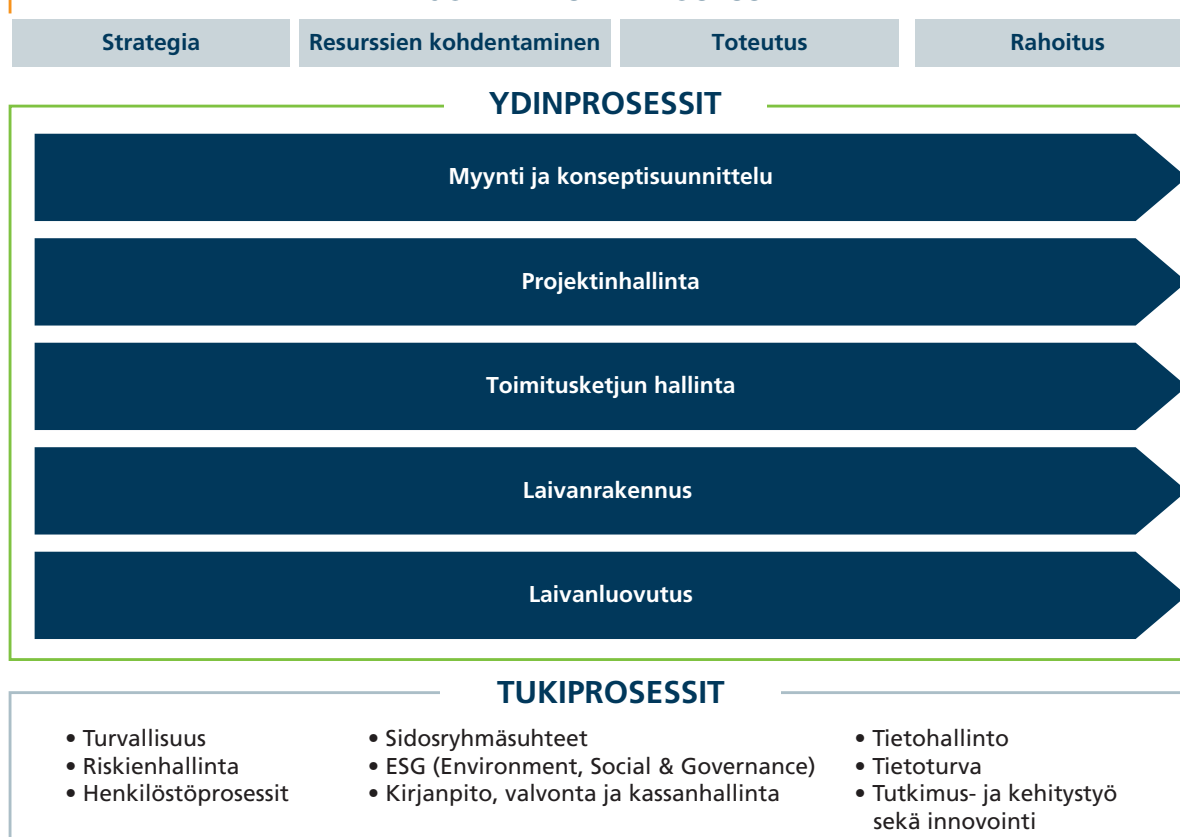 Strategia
Resurssien kohdentaminen
Toteutus
Rahoitus
YDINPROSESSIT
Myynti ja konseptisuunnittelu
Projektinhallinta
Toimitusketjun hallinta
Laivanrakennus
Laivanluovutus
TUKIPROSESSIT
• Turvallisuus
• Riskienhallinta
• Henkilöstöprosessit
• Sidosryhmäsuhteet
• ESG (Environment, Social & Governance)
• Kirjanpito, valvonta ja kassanhallinta
• Tietohallinto
• Tietoturva
• Tutkimus- ja kehitystyö
sekä innovointi